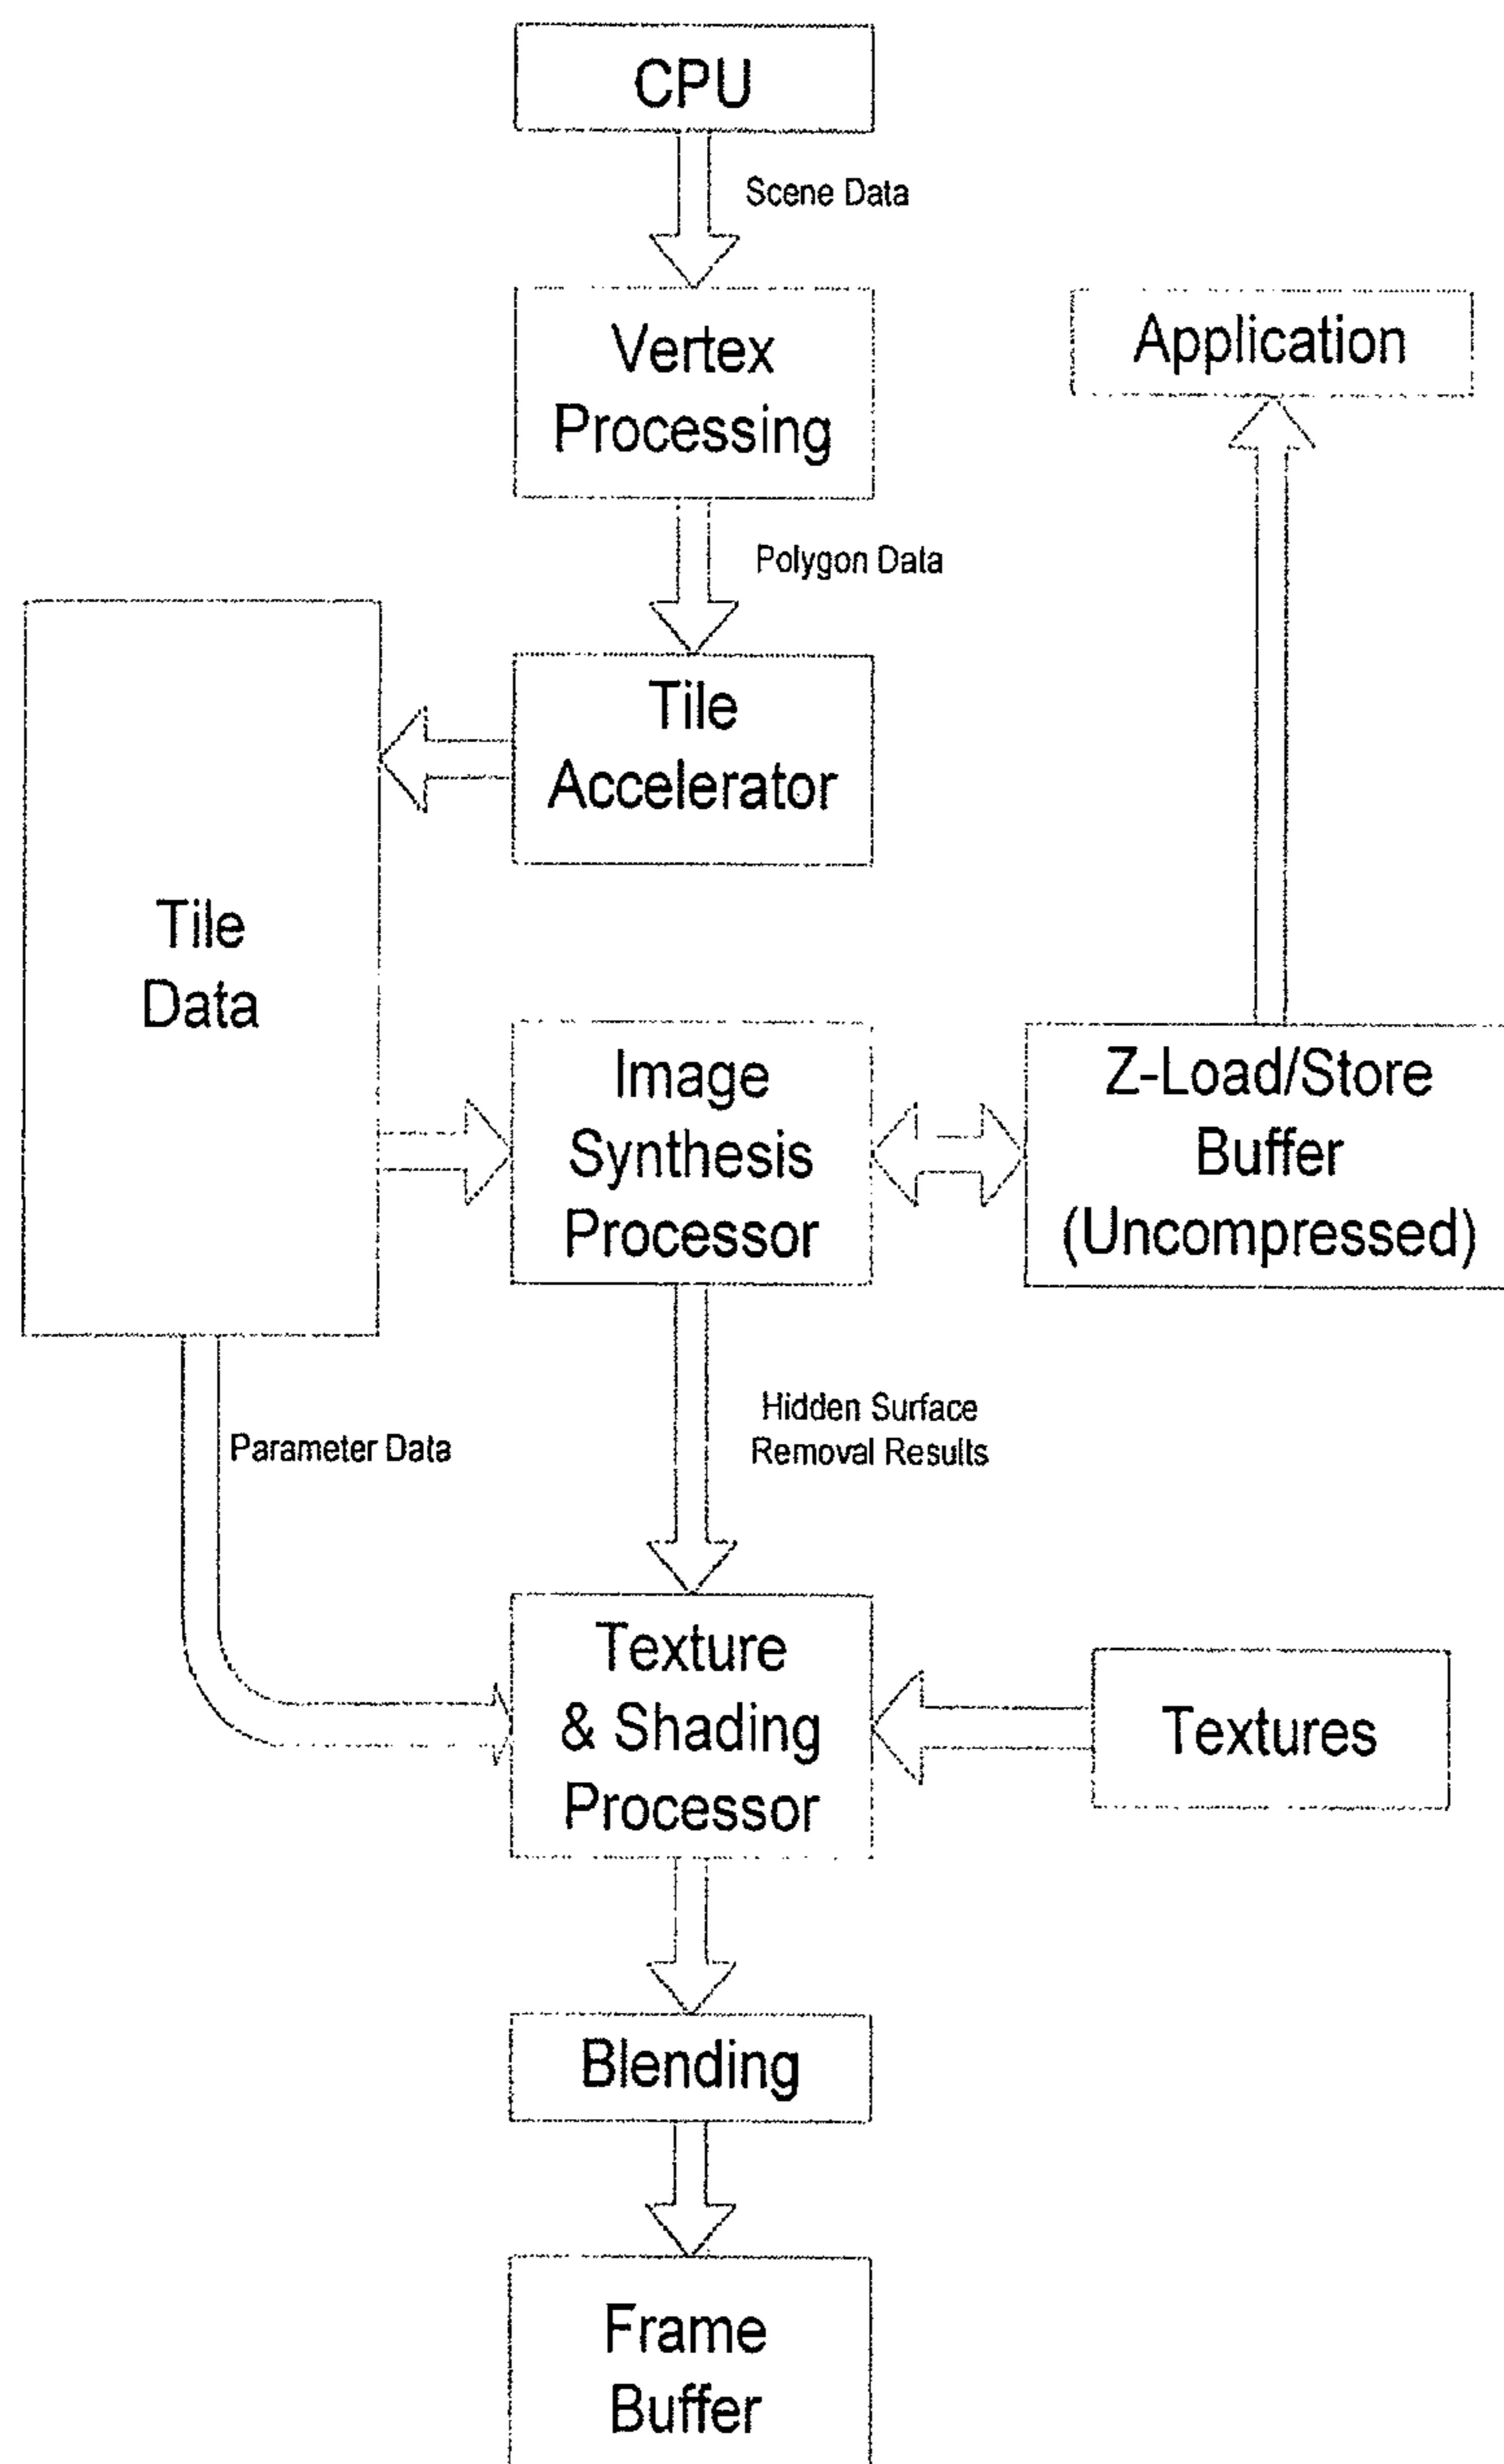 CPU
Scene Data
Vertex
Processing
Application
Polygon Data
Tile
Accelerator
Tile
Data
Image
Synthesis
Processor
Z-Load/Store
Buffer
(Uncompressed)
Hidden Surface
Removal Results
Parameter Data
Texture
& Shading
Processor
Textures
Blending
Frame
Buffer